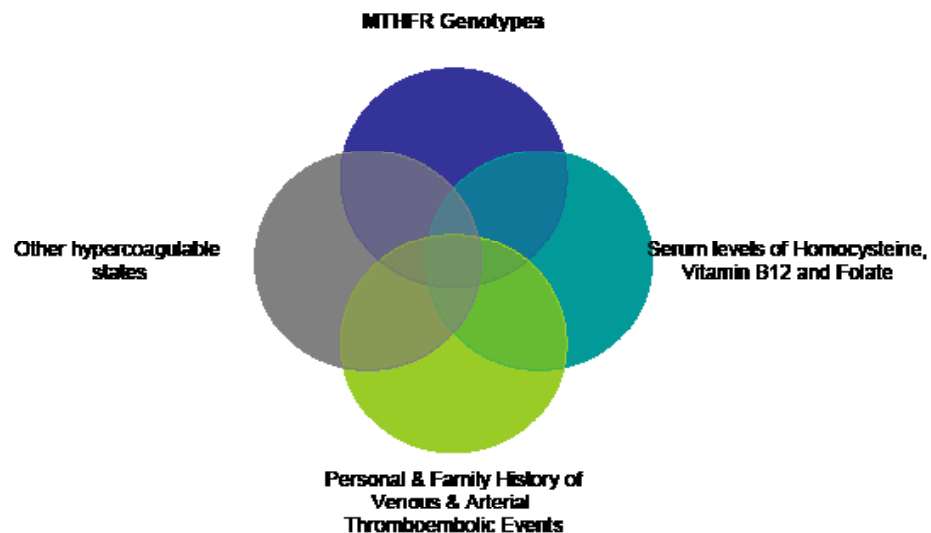 MTHFR Genotypes
Other hypercoagulable
states
Serum levels of Homocysteine,
Vitamin B12 and Folate
Personal & Family History of
Venous & Arterial
Thromboembolic Events